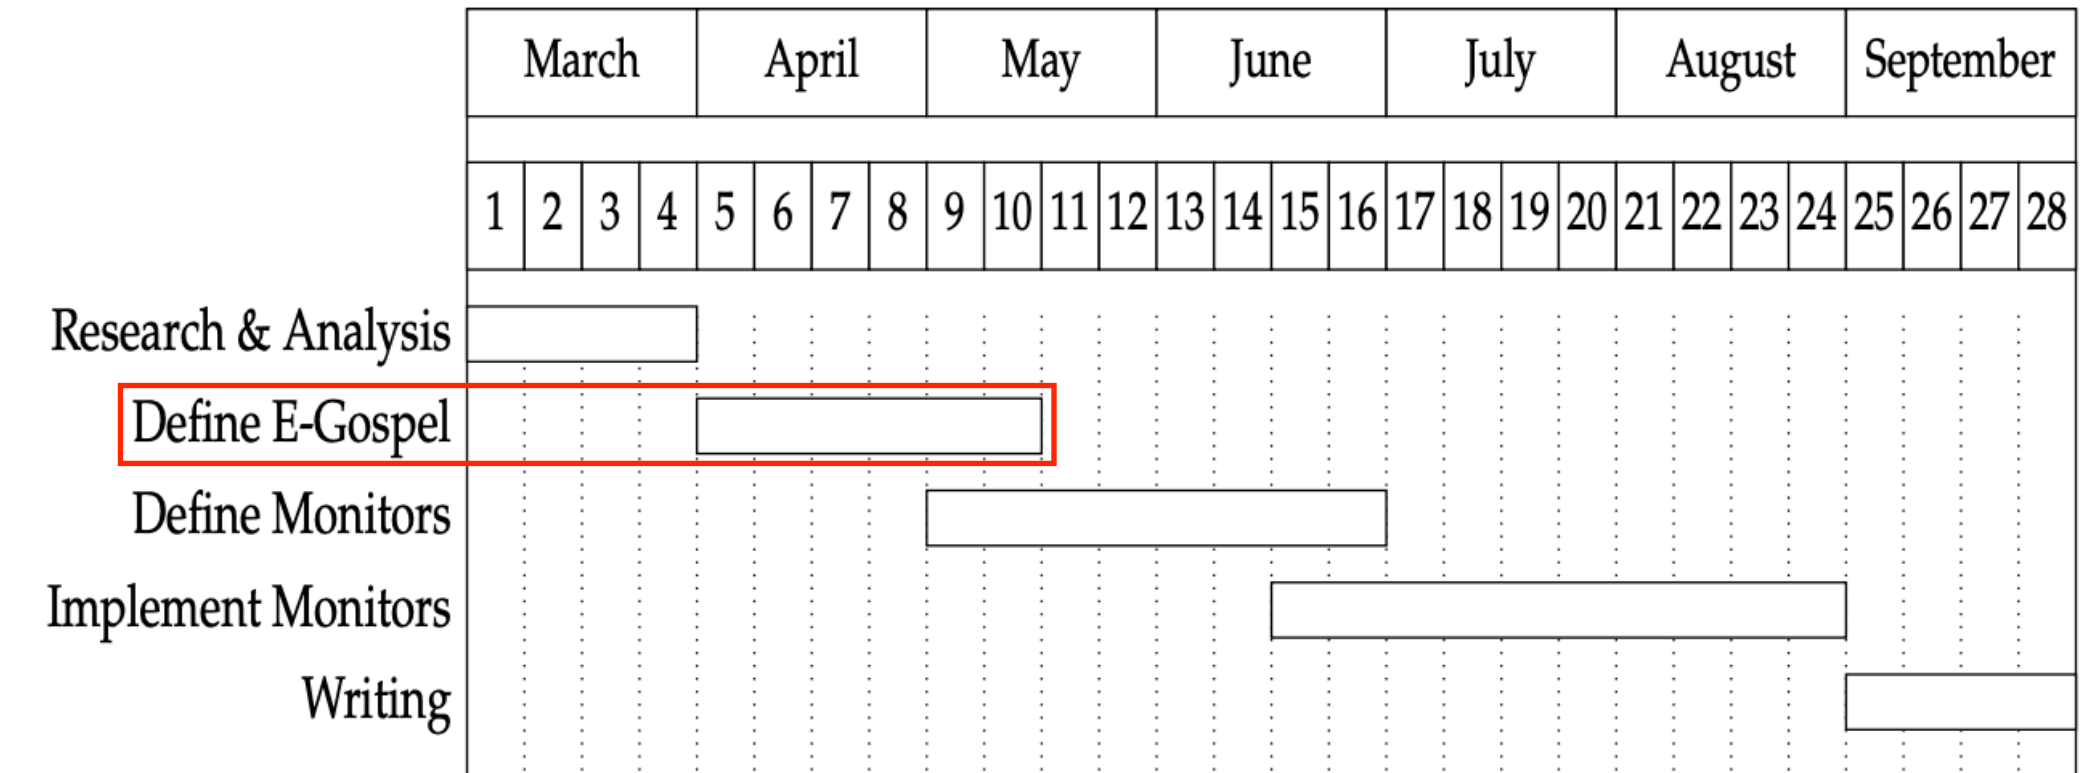 March April May June July August September
1 2 3 4 5 6 7 8 9 10 11 12 13 14 15 16 17 18 19 20 21 22 23 24 25 26 27 28
Research & Analysis
Define E-Gospel
Define Monitors
Implement Monitors
Writing